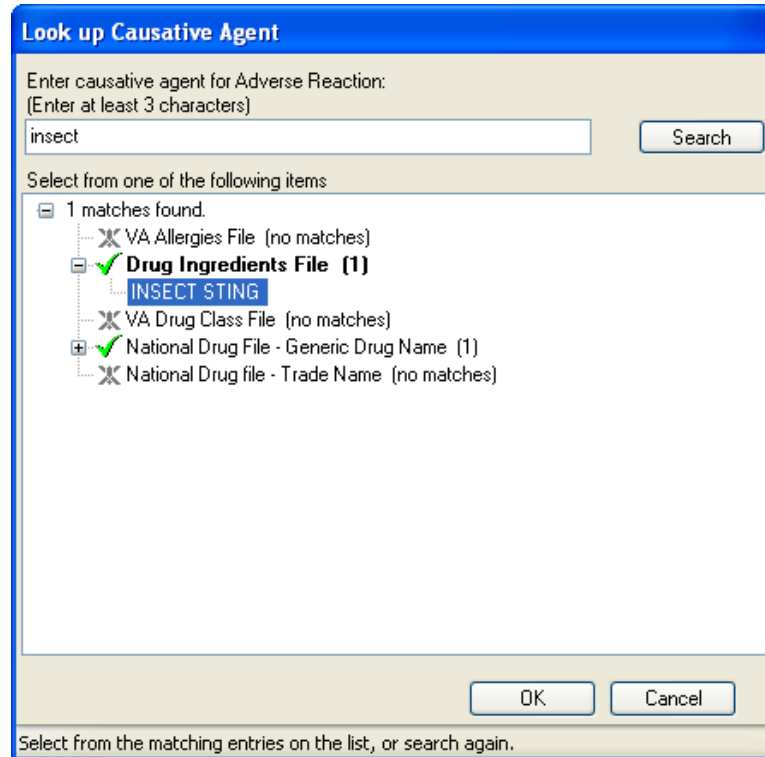 Look up Causative Agent
Enter causative agent for Adverse Reaction:
(Enter at least 3 characters)
insect
Search
Select from one of the following items
1 matches found.
VA Allergies File (no matches)
Drug Ingredients File (1)
INSECT STING
VA Drug Class File (no matches)
National Drug File - Generic Drug Name (1)
National Drug file - Trade Name (no matches)
OK Cancel
Select from the matching entries on the list, or search again.